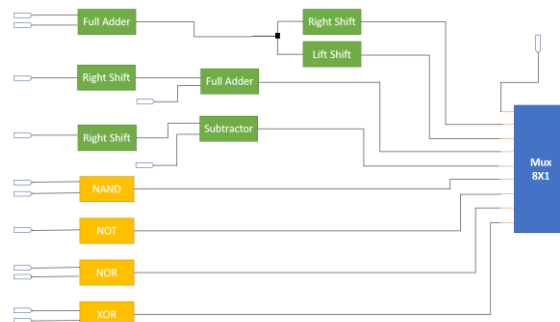 Full Adder
Right Shift
Lift Shift
Right Shift
Full Adder
Right Shift
Subtractor
Mux
8X1
NAND
NOT
NOR
XOR